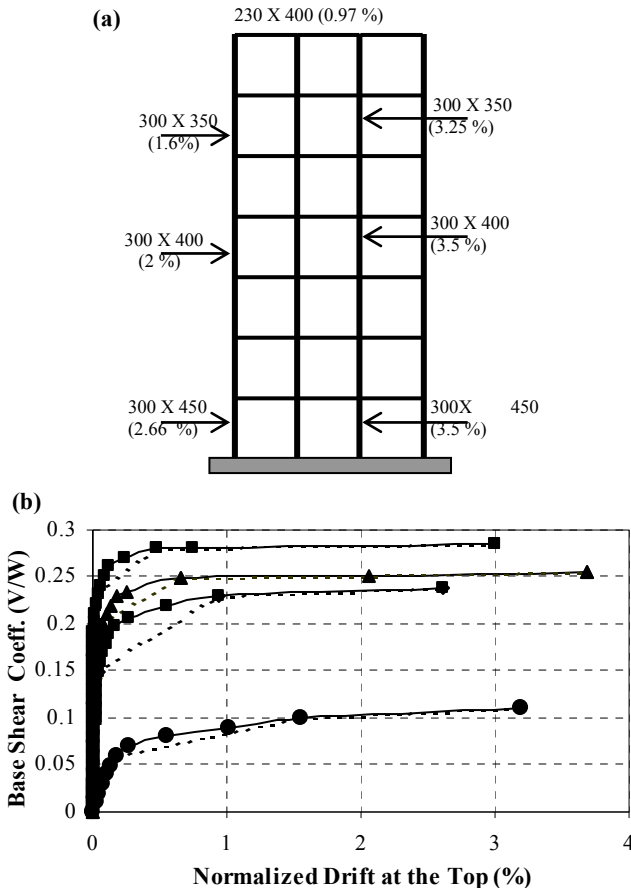 (a)
230 X 400 (0.97 %)
300 X 350
(1.6%)
300 X 350
(3.25 %)
300 X 400
(2 %)
300 X 400
(3.5 %)
300 X 450
(2.66 %)
300X 450
(3.5 %)
(b)
Base Shear Coeff. (V/W)
0.3
0.25
0.2
0.15
0.1
0.05
0
0 1 2 3 4
Normalized Drift at the Top (%)